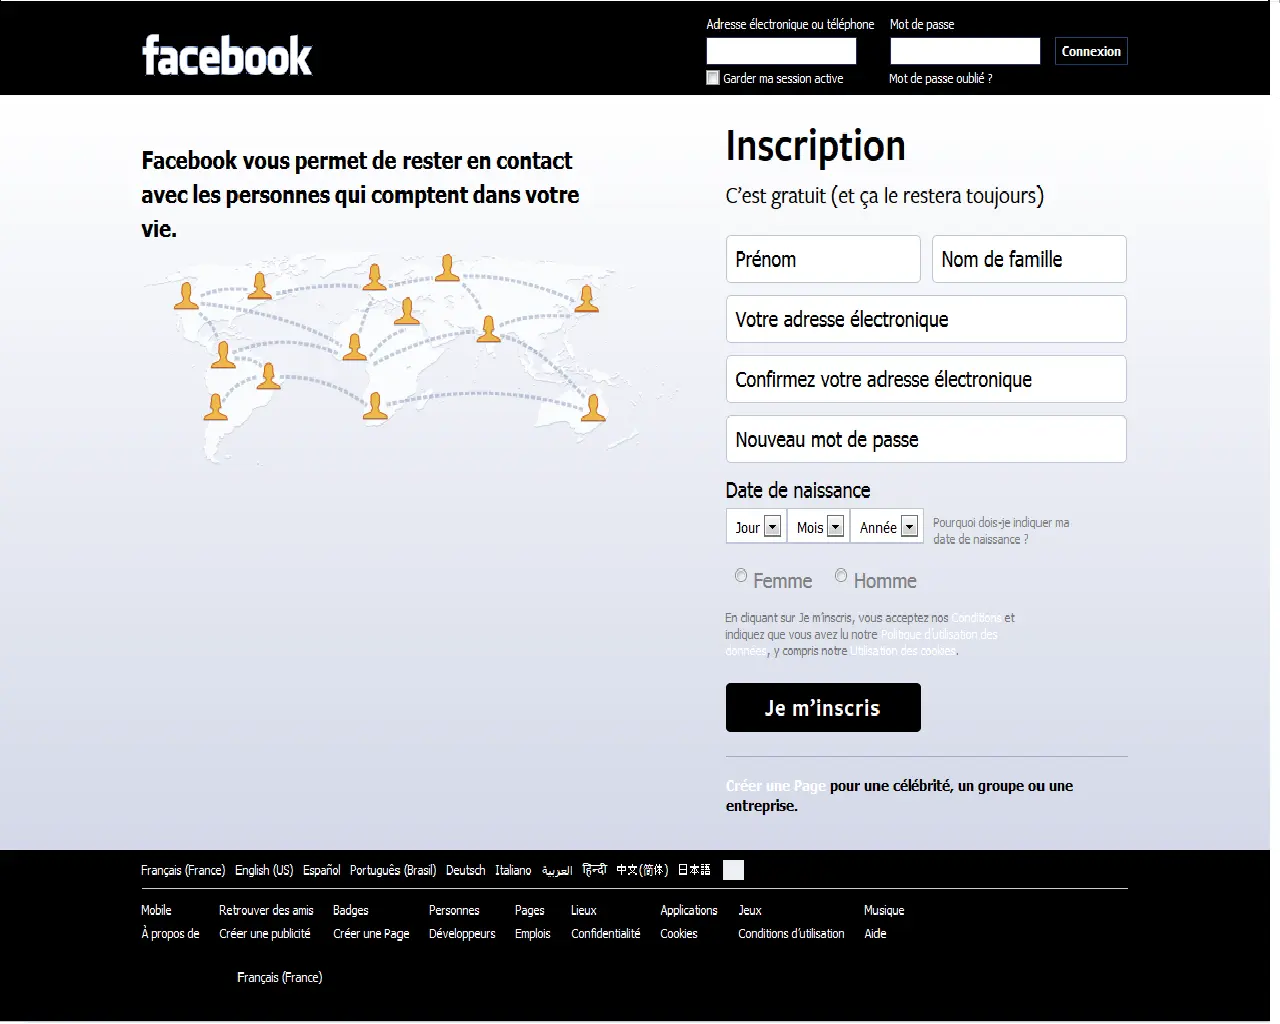 facebook
Adresse électronique ou téléphone
Mot de passe
Connexion
Garder ma session active
Mot de passe oublié ?
Facebook vous permet de rester en contact
avec les personnes qui comptent dans votre
vie.
Inscription
C'est gratuit (et ça le restera toujours)
Prénom
Nom de famille
Votre adresse électronique
Confirmez votre adresse électronique
Nouveau mot de passe
Date de naissance
Jour Mois Année
Pourquoi dois-je indiquer ma
date de naissance ?
Femme Homme
En cliquant sur Je m'inscris, vous acceptez nos Conditions et
indiquez que vous avez lu notre Politique d'utilisation des
données, y compris notre Utilisation des cookies.
Je m'inscris
Créer une Page pour une célébrité, un groupe ou une
entreprise.
Français (France) English (US) Español Português (Brasil) Deutsch Italiano العربية हिन्दी 中文(简体) 日本語
Mobile Retrouver des amis Badges Personnes Pages Lieux Applications Jeux Musique
À propos de Créer une publicité Créer une Page Développeurs Emplois Confidentialité Cookies Conditions d'utilisation Aide
Français (France)